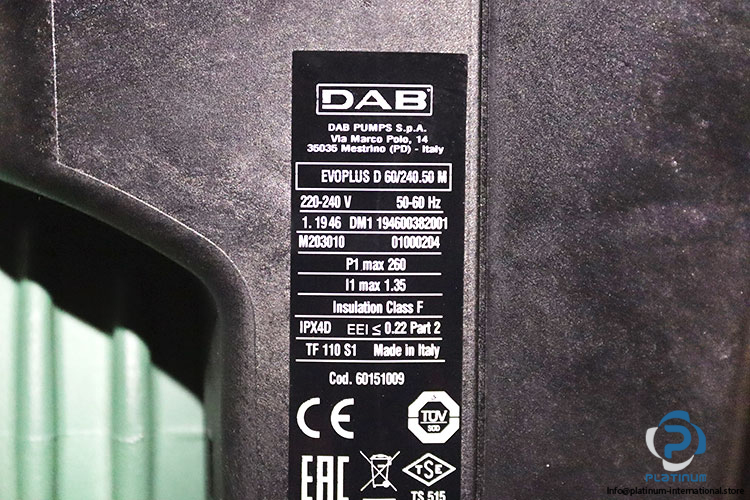 DAB
DAB PUMPS S.p.A.
Via Marco Polo, 14
35035 Mestrino (PD) - Italy
EVOPLUS D 60/240.50 M
220-240 V 50-60 Hz
1. 19 46 DM1 194600382001
M203010 01000204
P1 max 260
I1 max 1.35
Insulation Class F
IPX4D EEI ≤ 0.22 Part 2
TF 110 S1 Made in Italy
Cod. 60151009
CE
TÜV
SÜD
EAC
TSE
TS 515
PLATINUM
Info@platinum-international.store